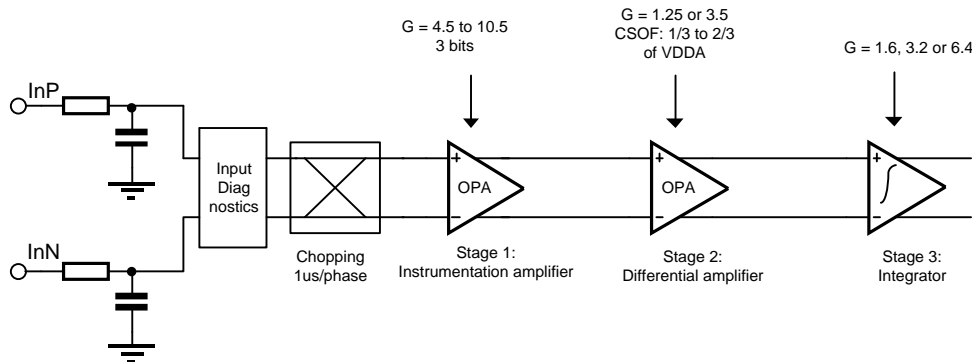 G = 4.5 to 10.5
3 bits
G = 1.25 or 3.5
CSOF: 1/3 to 2/3
of VDDA
G = 1.6, 3.2 or 6.4
InP
InN
Input
Diag
nostics
Chopping
1us/phase
+
OPA
−
Stage 1:
Instrumentation amplifier
+
OPA
−
Stage 2:
Differential amplifier
+
∫
−
Stage 3:
Integrator